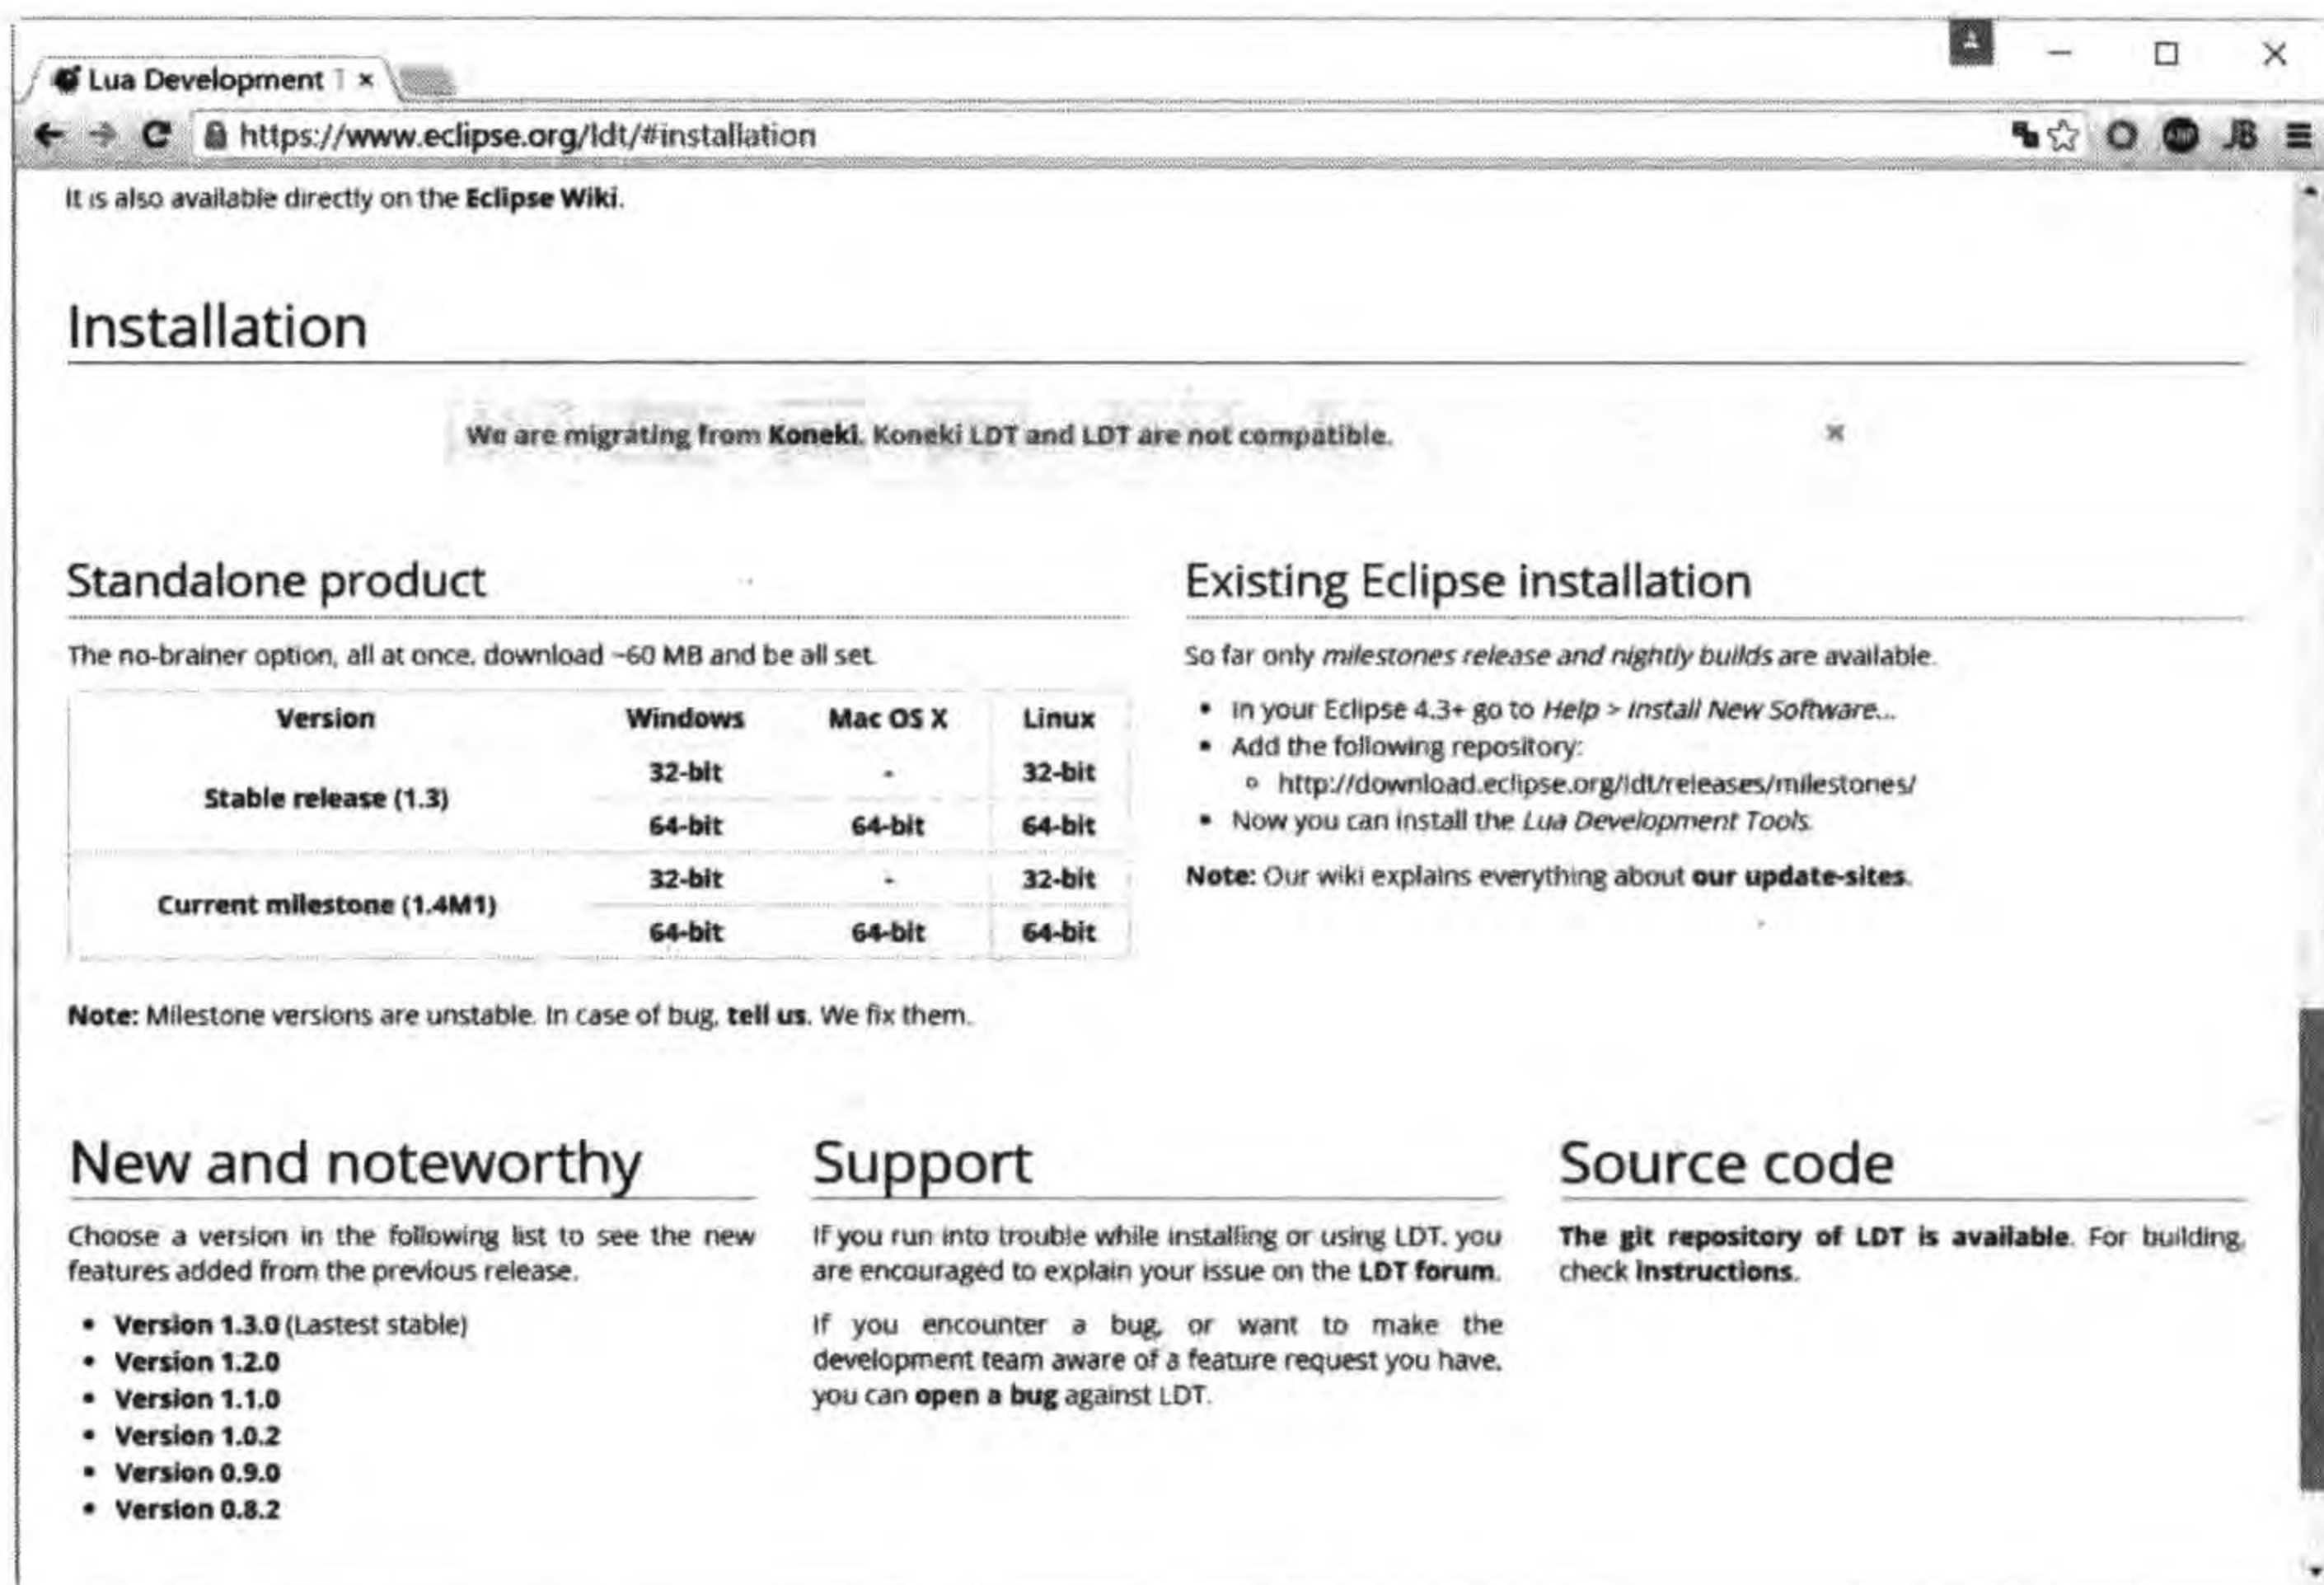 Lua Development T
https://www.eclipse.org/ldt/#installation
It is also available directly on the Eclipse Wiki.
Installation
We are migrating from Koneki. Koneki LDT and LDT are not compatible.
Standalone product
The no-brainer option, all at once, download ~60 MB and be all set.
Version Windows Mac OS X Linux
32-bit - 32-bit
Stable release (1.3)
64-bit 64-bit 64-bit
32-bit - 32-bit
Current milestone (1.4M1)
64-bit 64-bit 64-bit
Note: Milestone versions are unstable. In case of bug, tell us. We fix them.
Existing Eclipse installation
So far only milestones release and nightly builds are available.
• In your Eclipse 4.3+ go to Help > Install New Software...
• Add the following repository:
○ http://download.eclipse.org/ldt/releases/milestones/
• Now you can install the Lua Development Tools.
Note: Our wiki explains everything about our update-sites.
New and noteworthy
Choose a version in the following list to see the new
features added from the previous release.
• Version 1.3.0 (Lastest stable)
• Version 1.2.0
• Version 1.1.0
• Version 1.0.2
• Version 0.9.0
• Version 0.8.2
Support
If you run into trouble while installing or using LDT, you
are encouraged to explain your issue on the LDT forum.
If you encounter a bug, or want to make the
development team aware of a feature request you have,
you can open a bug against LDT.
Source code
The git repository of LDT is available. For building,
check instructions.